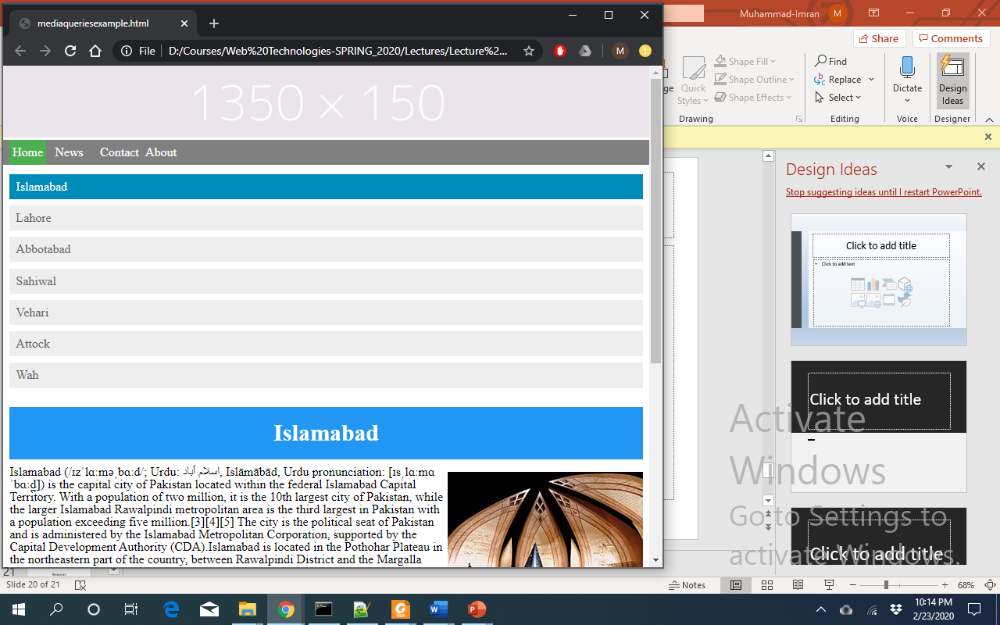 mediaqueriesexample.html
File
D:/Courses/Web%20Technologies-SPRING_2020/Lectures/Lecture%2...
M
1350 × 150
Home News Contact About
Islamabad
Lahore
Abbotabad
Sahiwal
Vehari
Attock
Wah
Islamabad
Islamabad (/ɪzˈlɑːməˌbɑːd/; Urdu: اسلام آباد, Islāmābād, Urdu pronunciation: [ɪsˌlɑːmɑ
ˈbɑːd̪]) is the capital city of Pakistan located within the federal Islamabad Capital
Territory. With a population of two million, it is the 10th largest city of Pakistan, while
the larger Islamabad Rawalpindi metropolitan area is the third largest in Pakistan with
a population exceeding five million.[3][4][5] The city is the political seat of Pakistan
and is administered by the Islamabad Metropolitan Corporation, supported by the
Capital Development Authority (CDA).Islamabad is located in the Pothohar Plateau in
the northeastern part of the country, between Rawalpindi District and the Margalla
Muhammad-Imran M
Share Comments
ge
Quick
Styles
Shape Fill
Shape Outline
Shape Effects
Drawing
Find
Replace
Select
Editing
Dictate
Voice
Design
Ideas
Designer
Design Ideas
Stop suggesting ideas until I restart PowerPoint.
Click to add title
Click to add text
Click to add title
Click to add title
Activate
Windows
Go to Settings to
activate Windows.
21
Resources
Slide 20 of 21
Notes
68%
10:14 PM
2/23/2020